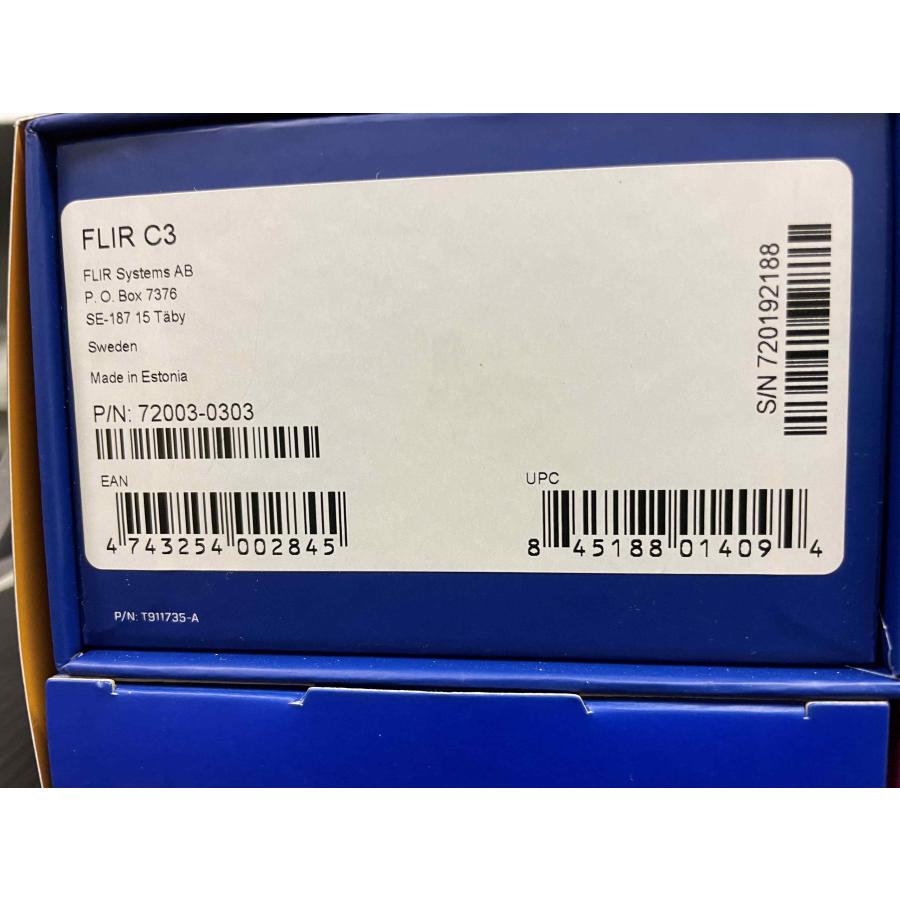 FLIR C3
FLIR Systems AB
P. O. Box 7376
SE-187 15 Täby
Sweden
Made in Estonia
P/N: 72003-0303
EAN
4 743254 002845
UPC
8 45188 01409 4
S/N 720192188
P/N: T911735-A